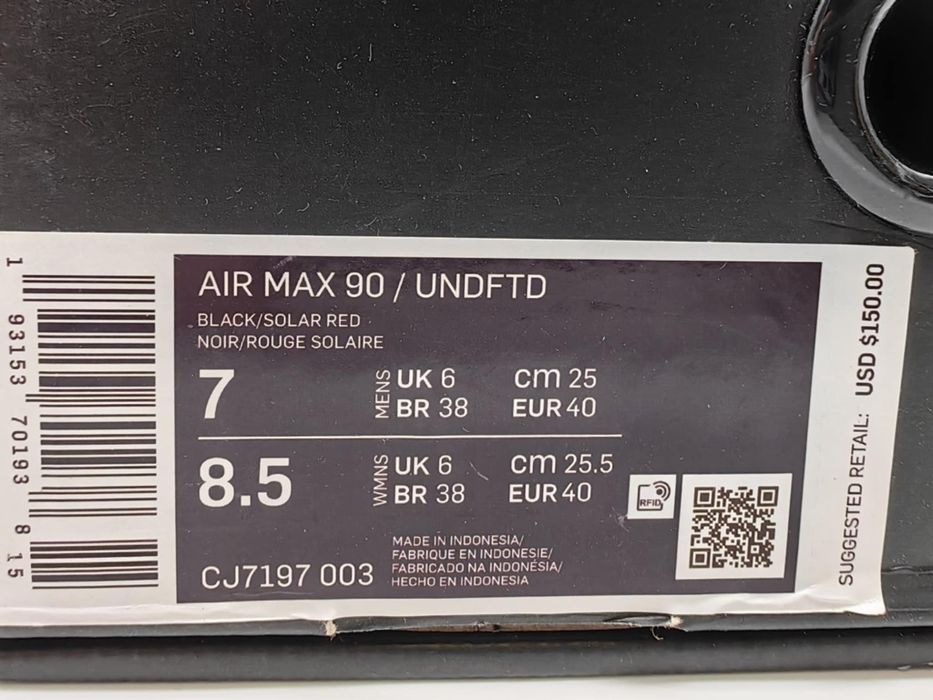 1 93153 70193 8 15
AIR MAX 90 / UNDFTD
BLACK/SOLAR RED
NOIR/ROUGE SOLAIRE
7 MENS UK 6 cm 25
BR 38 EUR 40
8.5 WMNS UK 6 cm 25.5
BR 38 EUR 40
RFID
MADE IN INDONESIA/
FABRIQUE EN INDONESIE/
FABRICADO NA INDONÉSIA/
HECHO EN INDONESIA
CJ7197 003
SUGGESTED RETAIL: USD $150.00